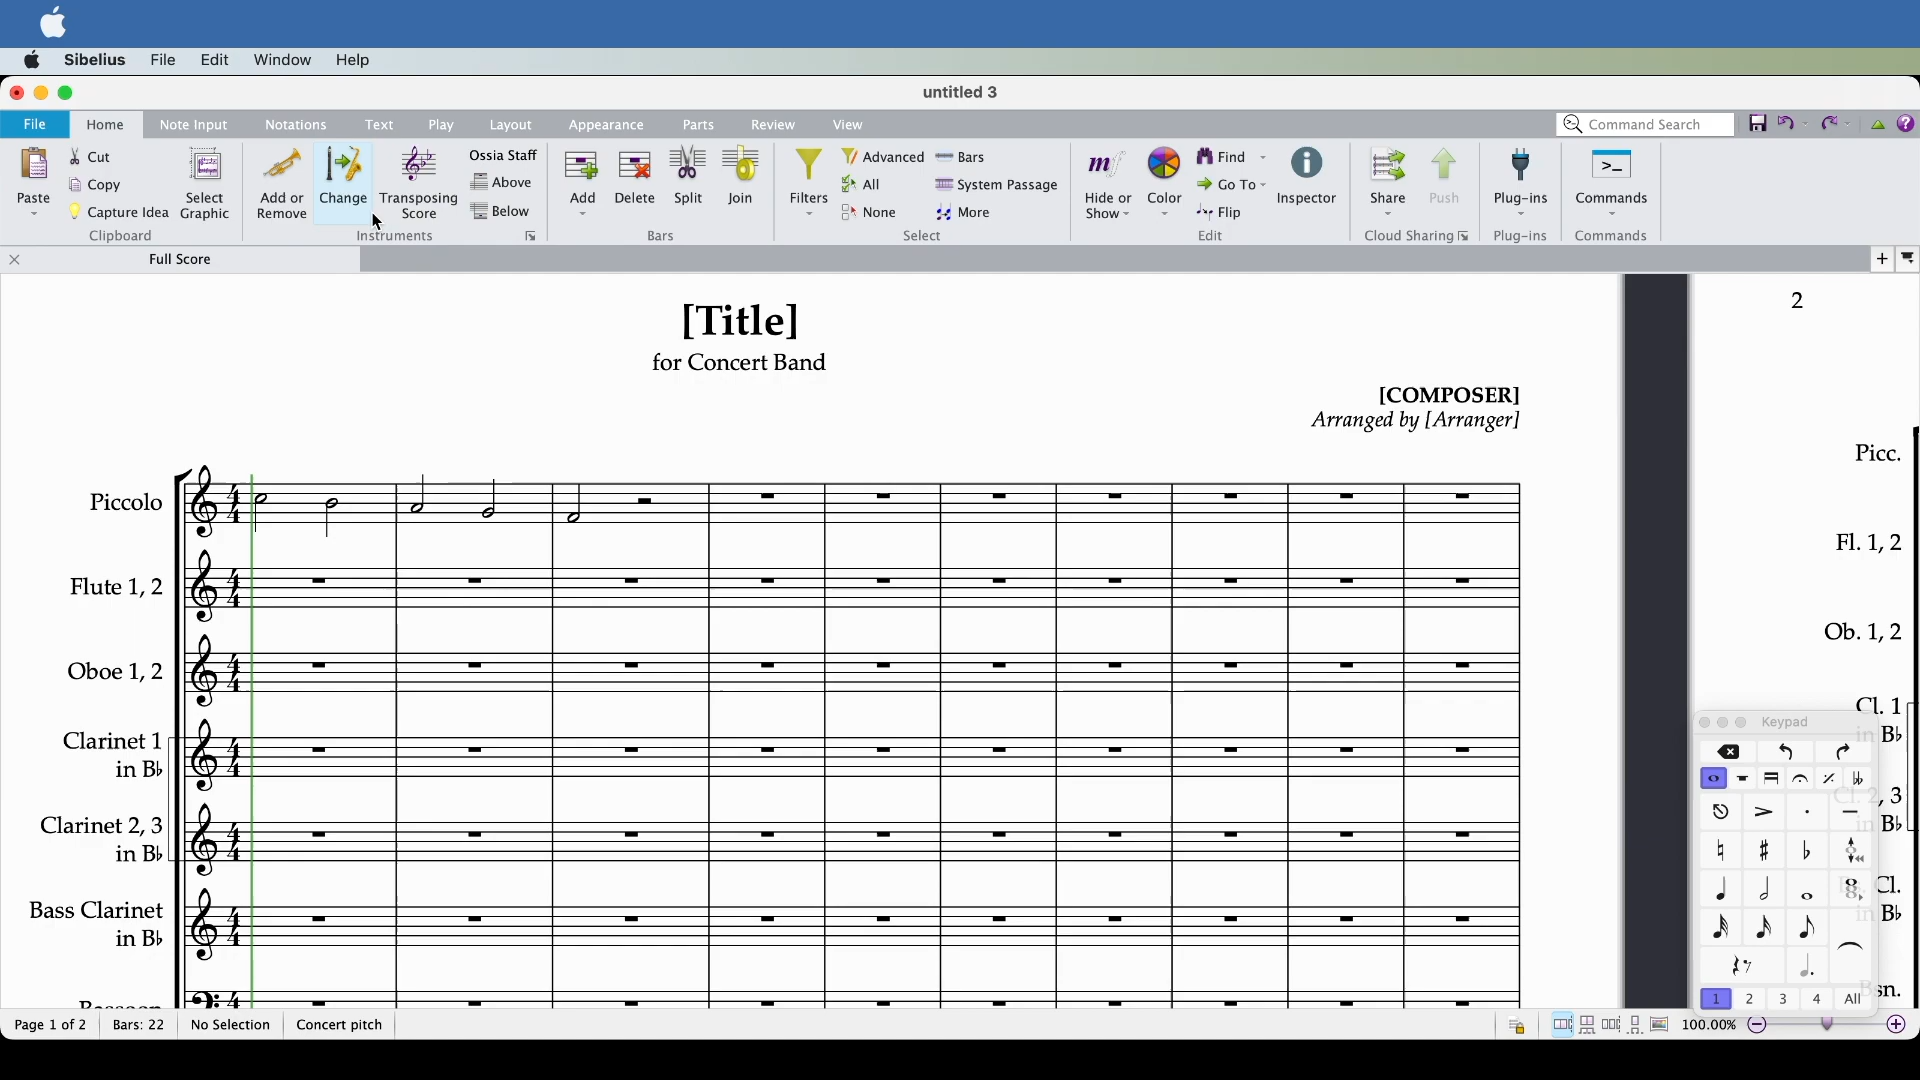 Sibelius File Edit Window Help
untitled 3
File Home Note Input Notations Text Play Layout Appearance Parts Review View Command Search
Paste Cut Copy Capture Idea Select Graphic Clipboard
Add or Remove Change Transposing Score Ossia Staff Above Below Instruments
Add Delete Split Join Bars
Filters Advanced All None Bars System Passage More Select
Hide or Show Color Find Go To Flip Inspector Edit
Share Push Cloud Sharing
Plug-ins Plug-ins
Commands Commands
Full Score
[Title]
for Concert Band
[COMPOSER]
Arranged by [Arranger]
Piccolo
Flute 1, 2
Oboe 1, 2
Clarinet 1
in B♭
Clarinet 2, 3
in B♭
Bass Clarinet
in B♭
2
Picc.
Fl. 1, 2
Ob. 1, 2
Cl. 1
in B♭
Keypad
1 2 3 4 All
Page 1 of 2 Bars: 22 No Selection Concert pitch 100.00%